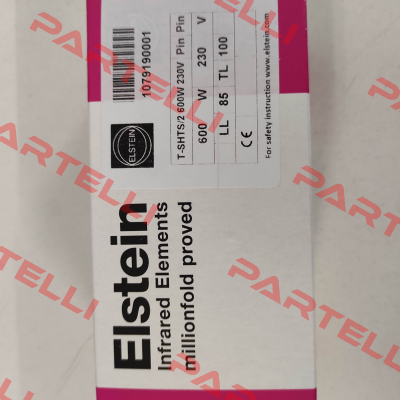 1079190001
ELSTEIN
T-SHTS/2 600W 230V Pin Pin
600 W 230 V
LL 85 TL 100
CE
For safety instruction www.elstein.com
Elstein
Infrared Elements
millionfold proved
PARTELLI
PARTELLI
PARTELLI
PARTELLI